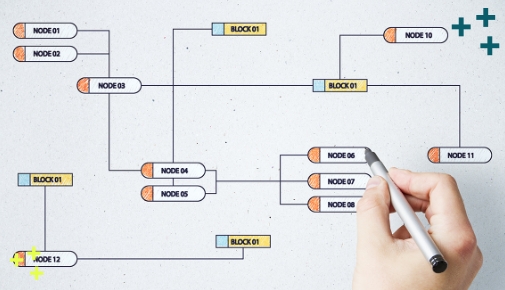 NODE 01
BLOCK 01
NODE 10
NODE 02
NODE 03
BLOCK 01
NODE 06
NODE 11
NODE 04
NODE 07
BLOCK 01
NODE 05
NODE 08
BLOCK 01
NODE 12